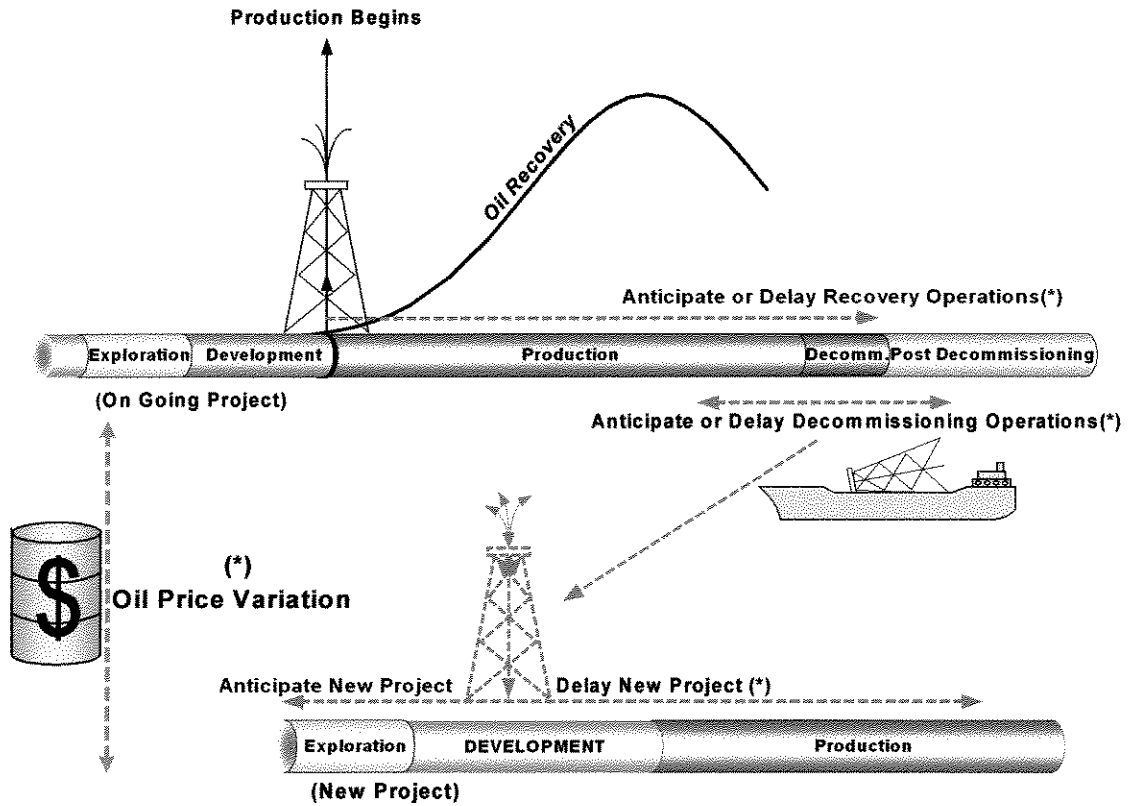 Production Begins
Oil Recovery
Anticipate or Delay Recovery Operations(*)
Exploration Development Production Decomm. Post Decommissioning
(On Going Project)
Anticipate or Delay Decommissioning Operations(*)
$
(*)
Oil Price Variation
Anticipate New Project Delay New Project (*)
Exploration DEVELOPMENT Production
(New Project)